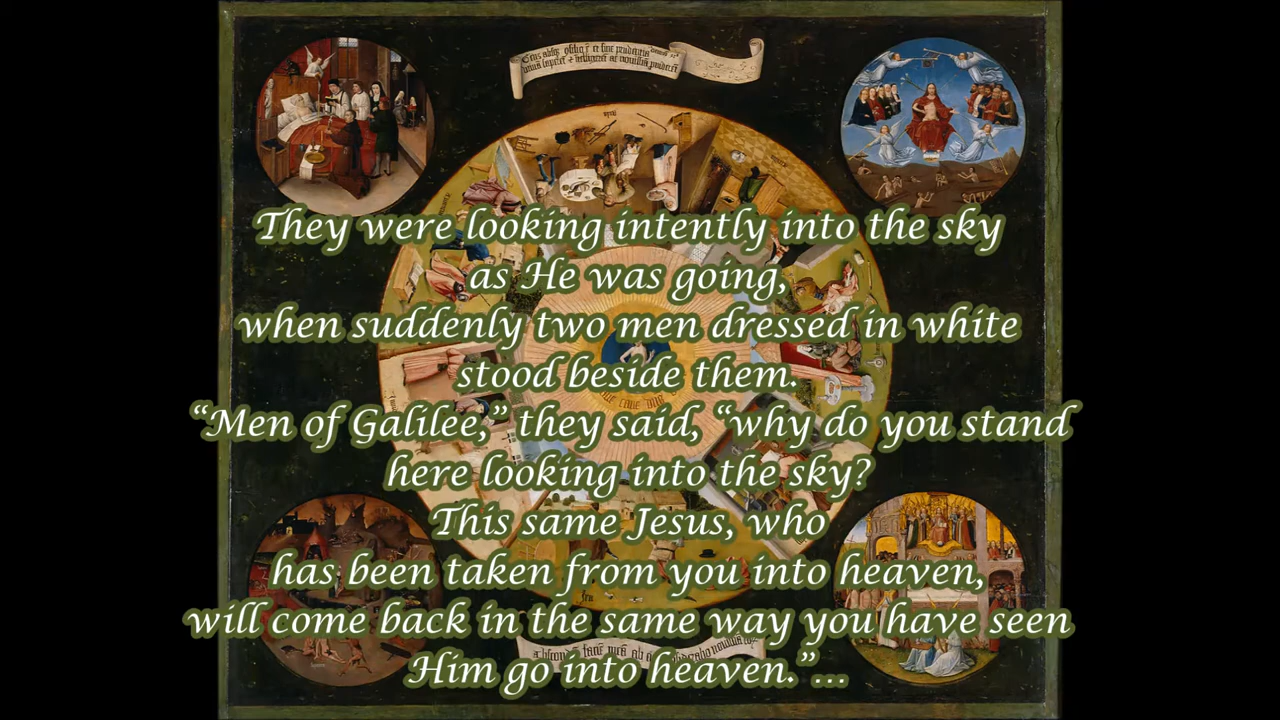 They were looking intently into the sky
as He was going,
when suddenly two men dressed in white
stood beside them.
“Men of Galilee,” they said, “why do you stand
here looking into the sky?
This same Jesus, who
has been taken from you into heaven,
will come back in the same way you have seen
Him go into heaven.”...